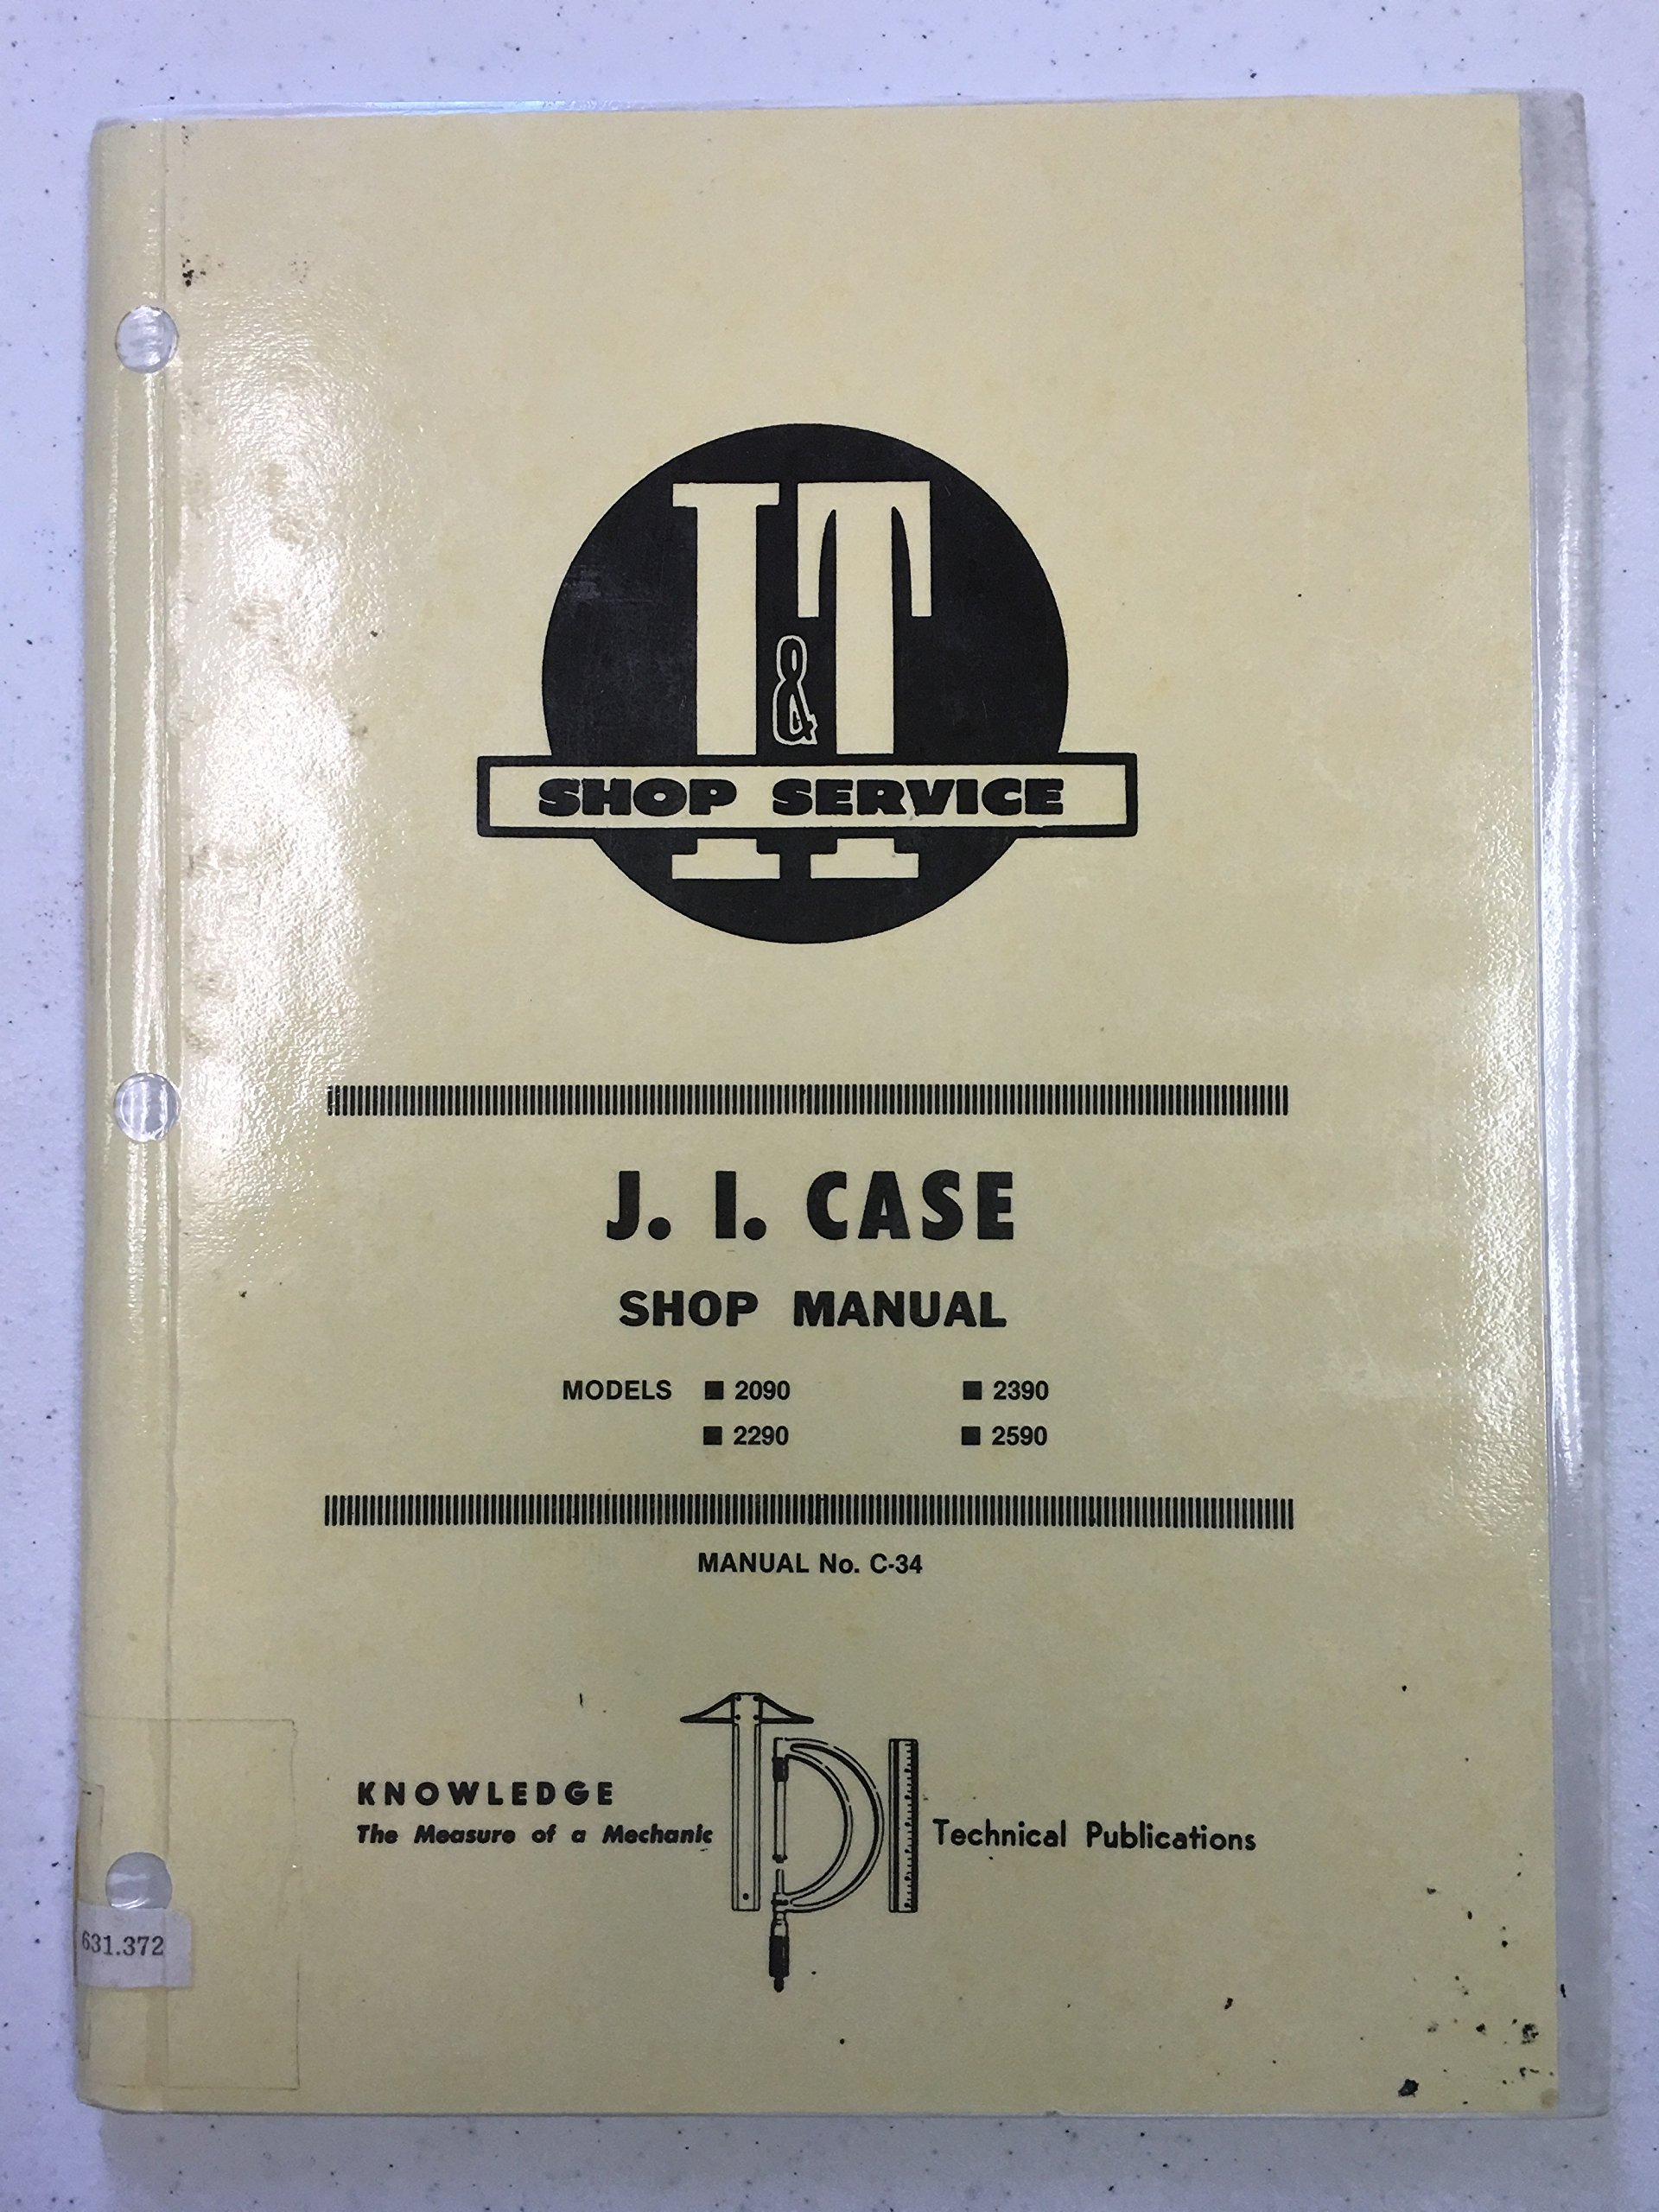 I&T
SHOP SERVICE
J. I. CASE
SHOP MANUAL
MODELS ■ 2090 ■ 2390
■ 2290 ■ 2590
MANUAL No. C-34
KNOWLEDGE
The Measure of a Mechanic
TPI
Technical Publications
631.372